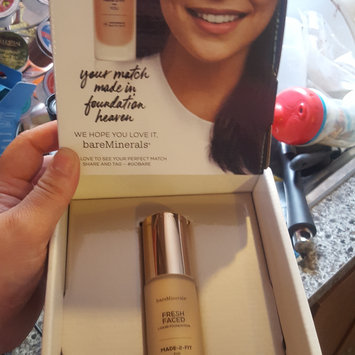 your match
made in
foundation
heaven
WE HOPE YOU LOVE IT,
bareMinerals
LOVE TO SEE YOUR PERFECT MATCH
SHARE AND TAG – #GOBARE
bareMinerals
FRESH
FACED
MADE-2-FIT